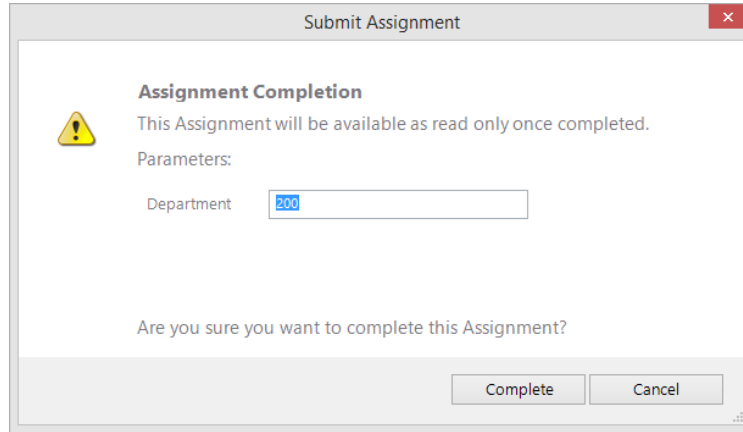 Submit Assignment
Assignment Completion
This Assignment will be available as read only once completed.
Parameters:
Department 200
Are you sure you want to complete this Assignment?
Complete Cancel